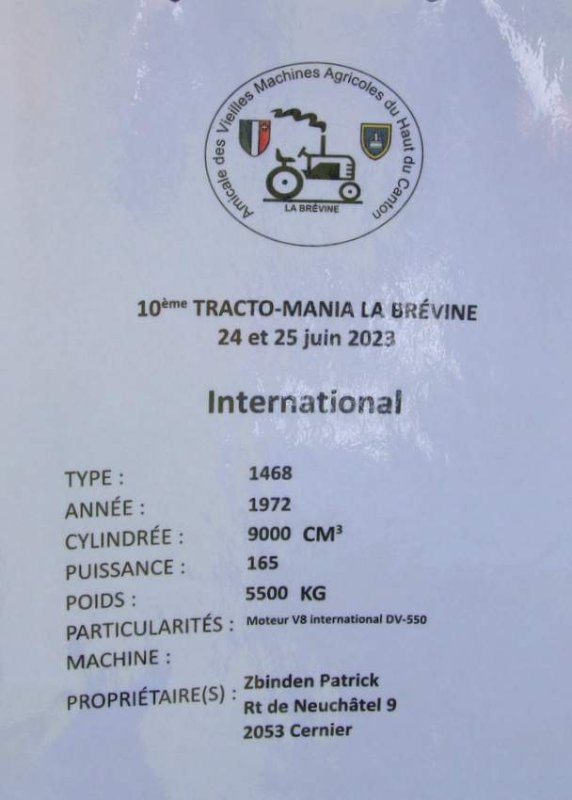 Amicale des Vieilles Machines Agricoles du Haut du Canton
LA BRÉVINE
10ème TRACTO-MANIA LA BRÉVINE
24 et 25 juin 2023
International
TYPE : 1468
ANNÉE : 1972
CYLINDRÉE : 9000 CM³
PUISSANCE : 165
POIDS : 5500 KG
PARTICULARITÉS : Moteur V8 international DV-550
MACHINE :
PROPRIÉTAIRE(S) : Zbinden Patrick
Rt de Neuchâtel 9
2053 Cernier